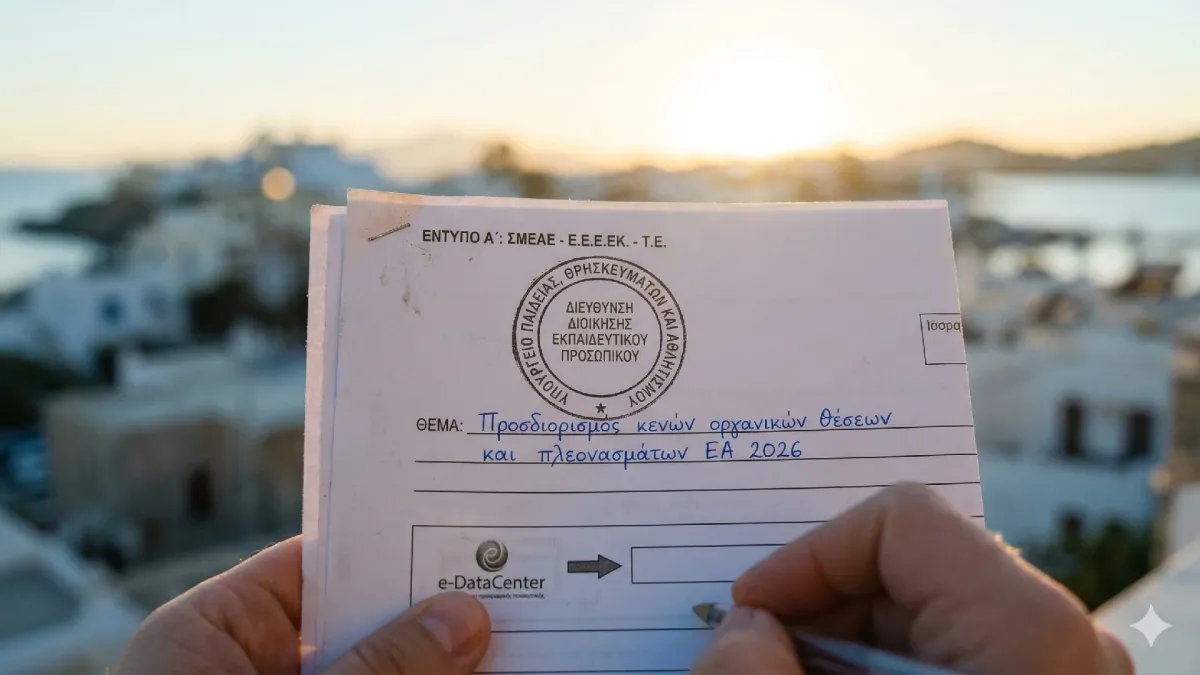 ΕΝΤΥΠΟ Α΄: ΣΜΕΑΕ - Ε.Ε.Ε.ΕΚ. - Τ.Ε.
ΥΠΟΥΡΓΕΙΟ ΠΑΙΔΕΙΑΣ, ΘΡΗΣΚΕΥΜΑΤΩΝ ΚΑΙ ΑΘΛΗΤΙΣΜΟΥ
ΔΙΕΥΘΥΝΣΗ
ΔΙΟΙΚΗΣΗΣ
ΕΚΠΑΙΔΕΥΤΙΚΟΥ
ΠΡΟΣΩΠΙΚΟΥ
ΘΕΜΑ: Προσδιορισμός κενών οργανικών θέσεων
και πλεονασμάτων ΕΑ 2026
e-DataCenter